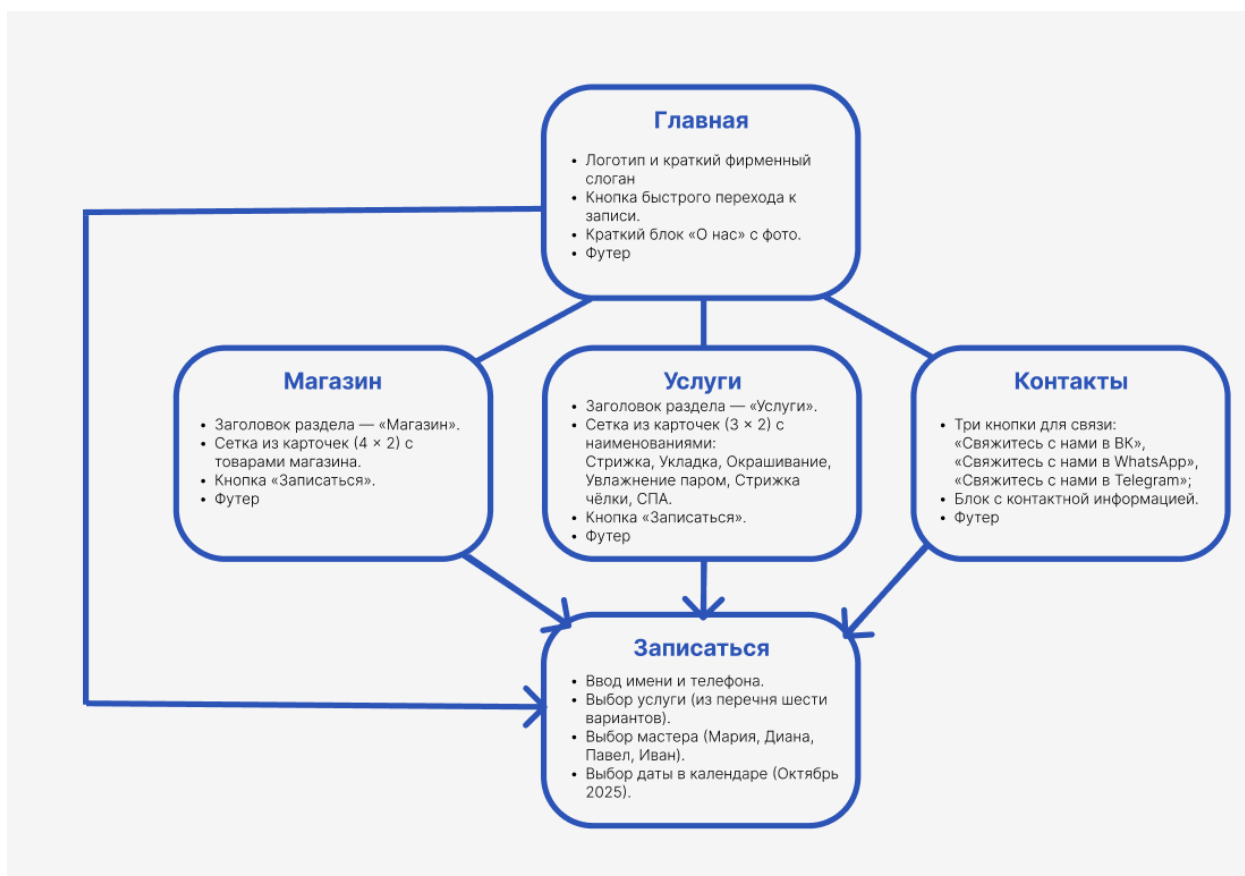 Главная
• Логотип и краткий фирменный
слоган
• Кнопка быстрого перехода к
записи.
• Краткий блок «О нас» с фото.
• Футер
Магазин
• Заголовок раздела — «Магазин».
• Сетка из карточек (4 × 2) с
товарами магазина.
• Кнопка «Записаться».
• Футер
Услуги
• Заголовок раздела — «Услуги».
• Сетка из карточек (3 × 2) с
наименованиями:
Стрижка, Укладка, Окрашивание,
Увлажнение паром, Стрижка
чёлки, СПА.
• Кнопка «Записаться».
• Футер
Контакты
• Три кнопки для связи:
«Свяжитесь с нами в ВК»,
«Свяжитесь с нами в WhatsApp»,
«Свяжитесь с нами в Telegram»;
• Блок с контактной информацией.
• Футер
Записаться
• Ввод имени и телефона.
• Выбор услуги (из перечня шести
вариантов).
• Выбор мастера (Мария, Диана,
Павел, Иван).
• Выбор даты в календаре (Октябрь
2025).